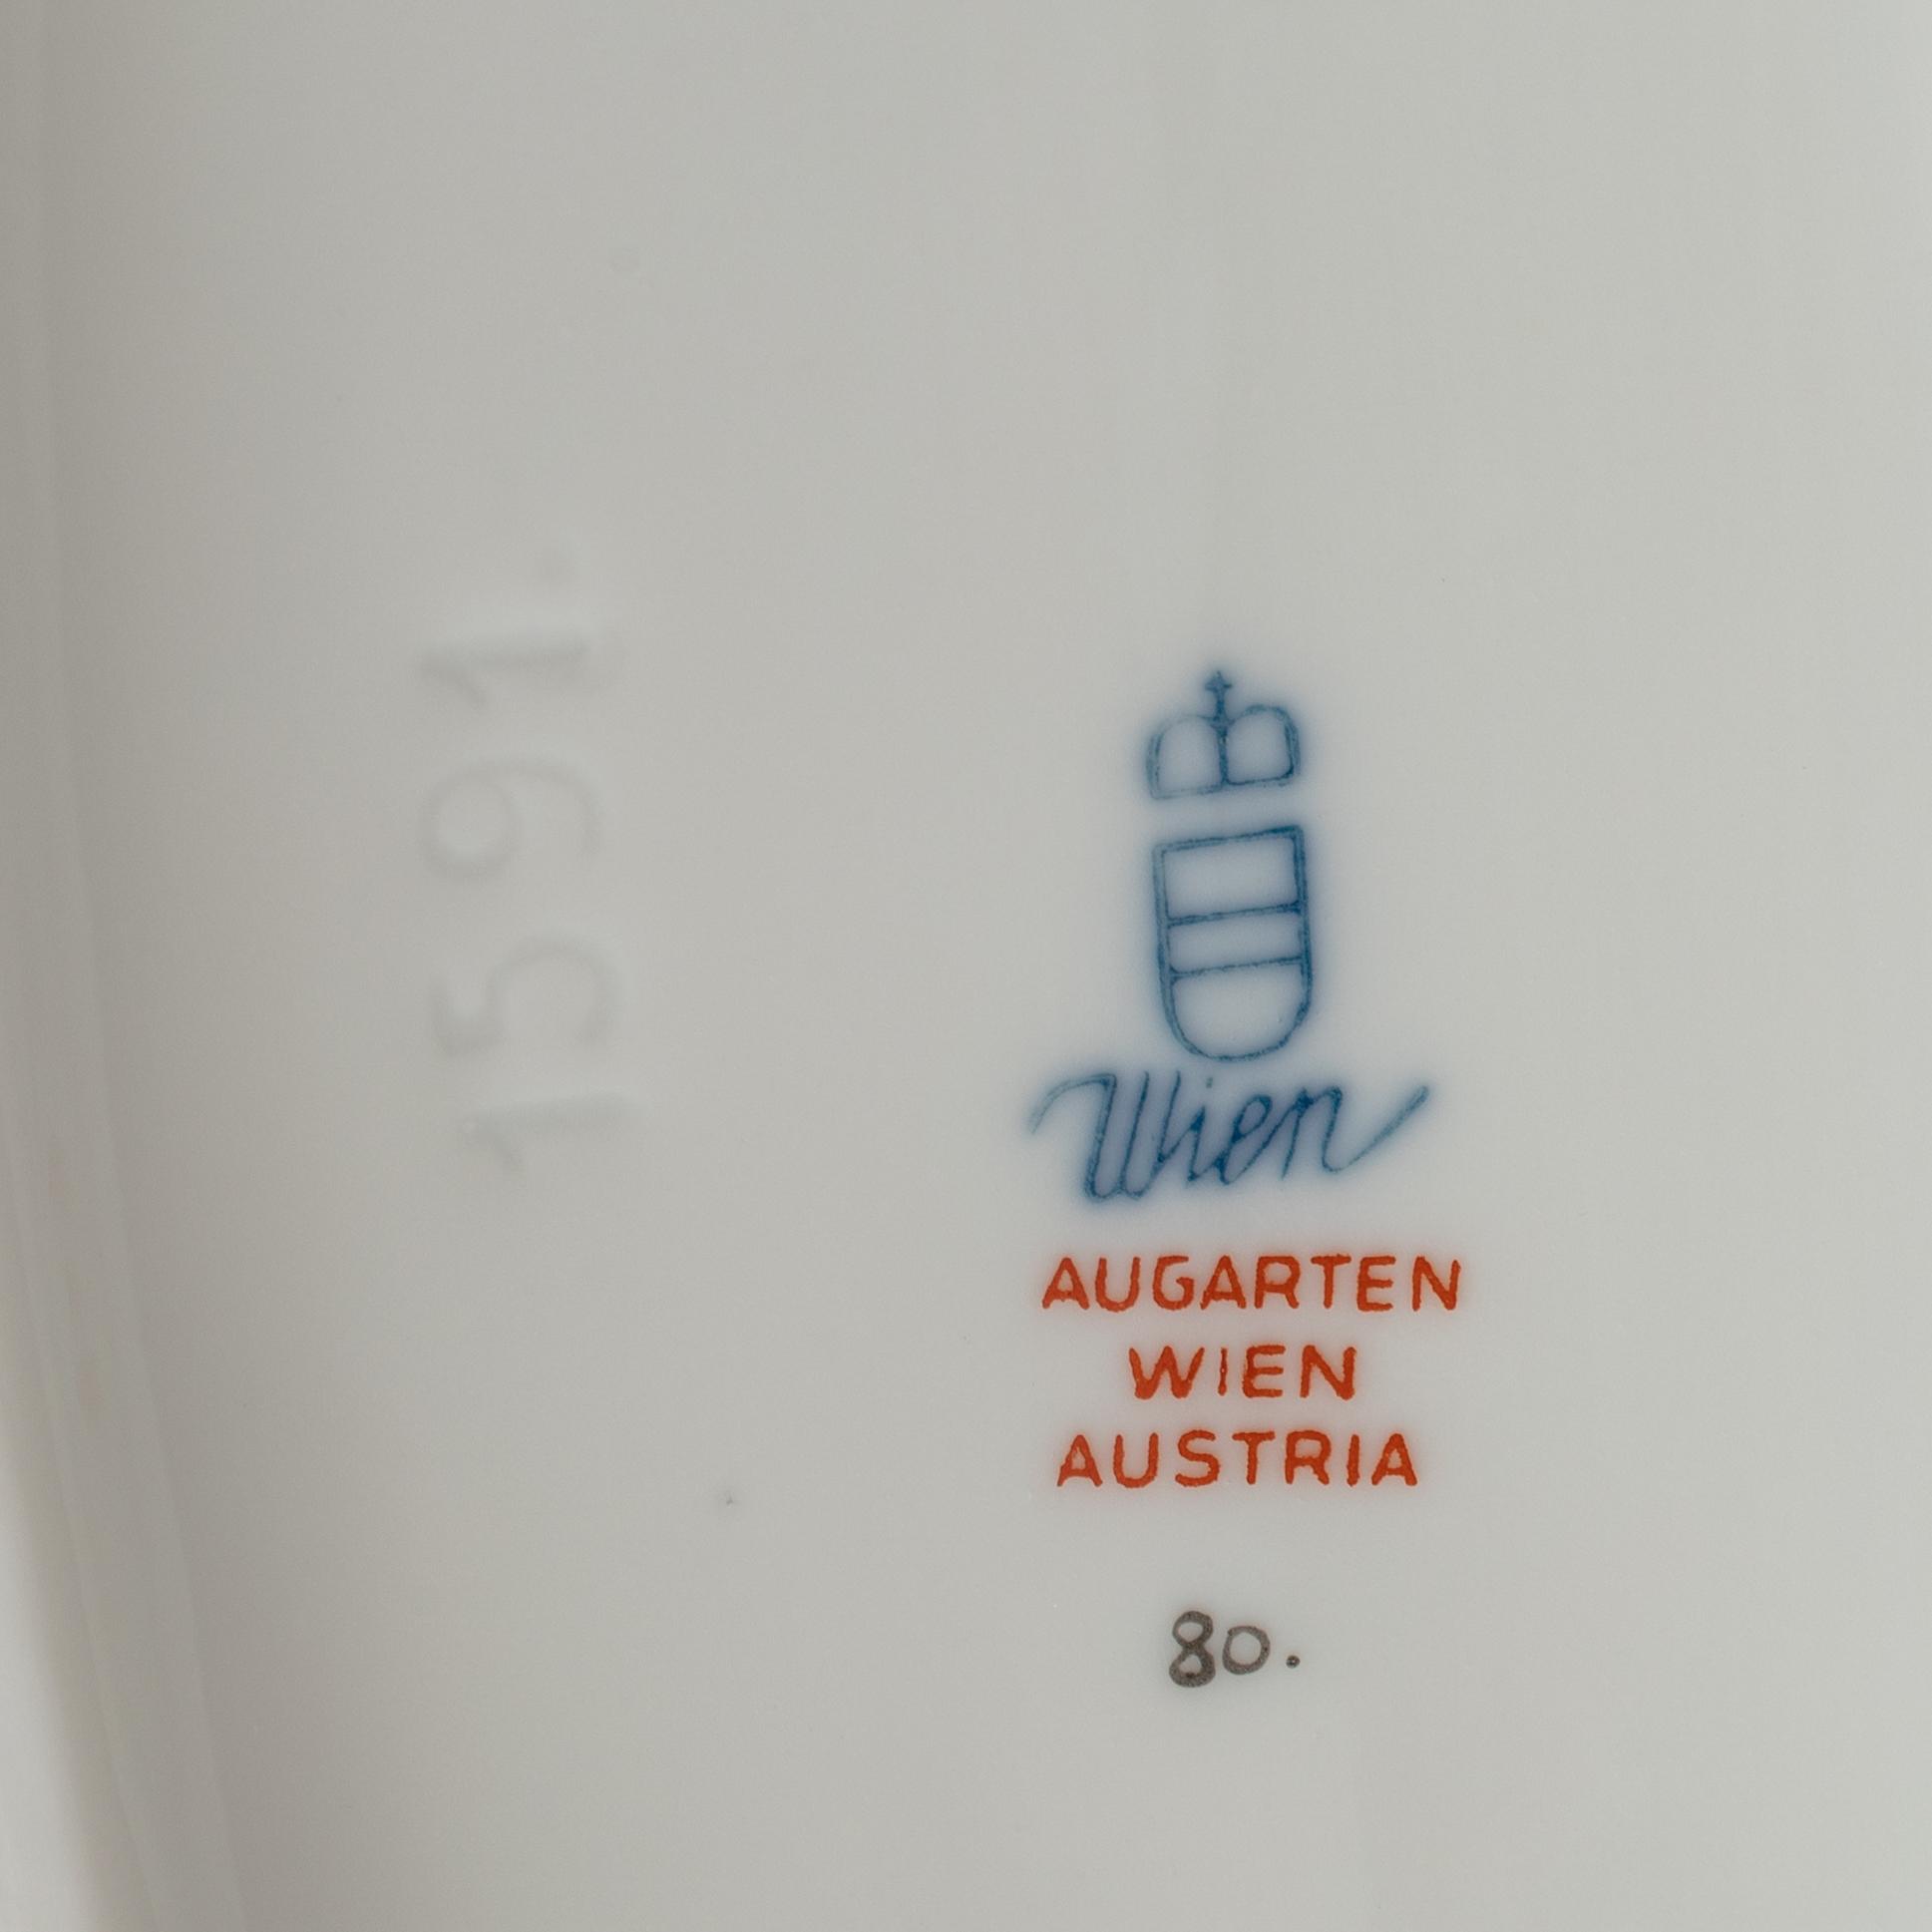 1591.
Wien
AUGARTEN
WIEN
AUSTRIA
80.